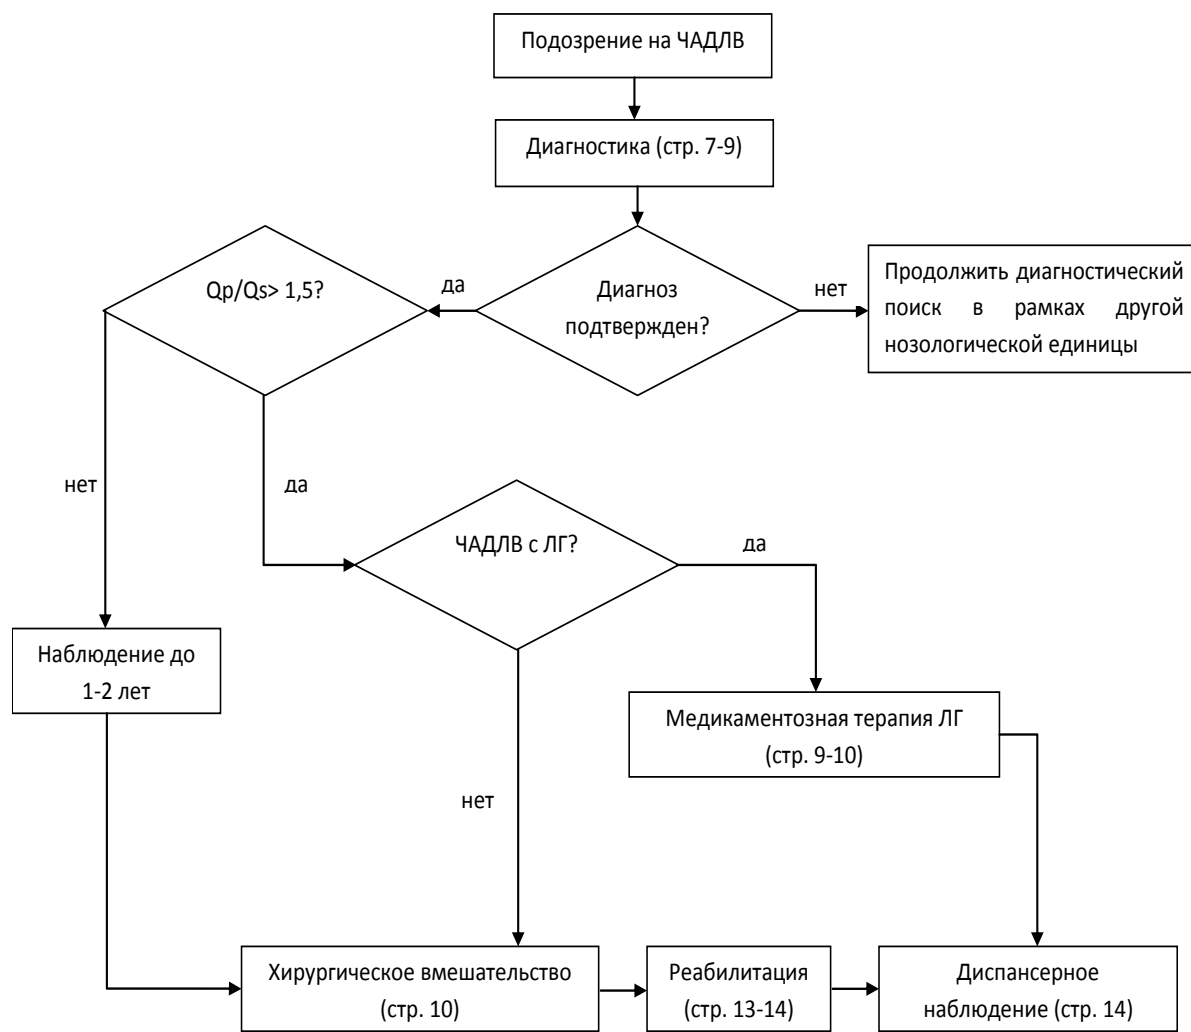 Подозрение на ЧАДЛВ
Диагностика (стр. 7-9)
Qp/Qs> 1,5?
да
Диагноз
подтвержден?
нет
Продолжить диагностический
поиск в рамках другой
нозологической единицы
нет
да
ЧАДЛВ с ЛГ?
да
Наблюдение до
1-2 лет
Медикаментозная терапия ЛГ
(стр. 9-10)
нет
Хирургическое вмешательство
(стр. 10)
Реабилитация
(стр. 13-14)
Диспансерное
наблюдение (стр. 14)